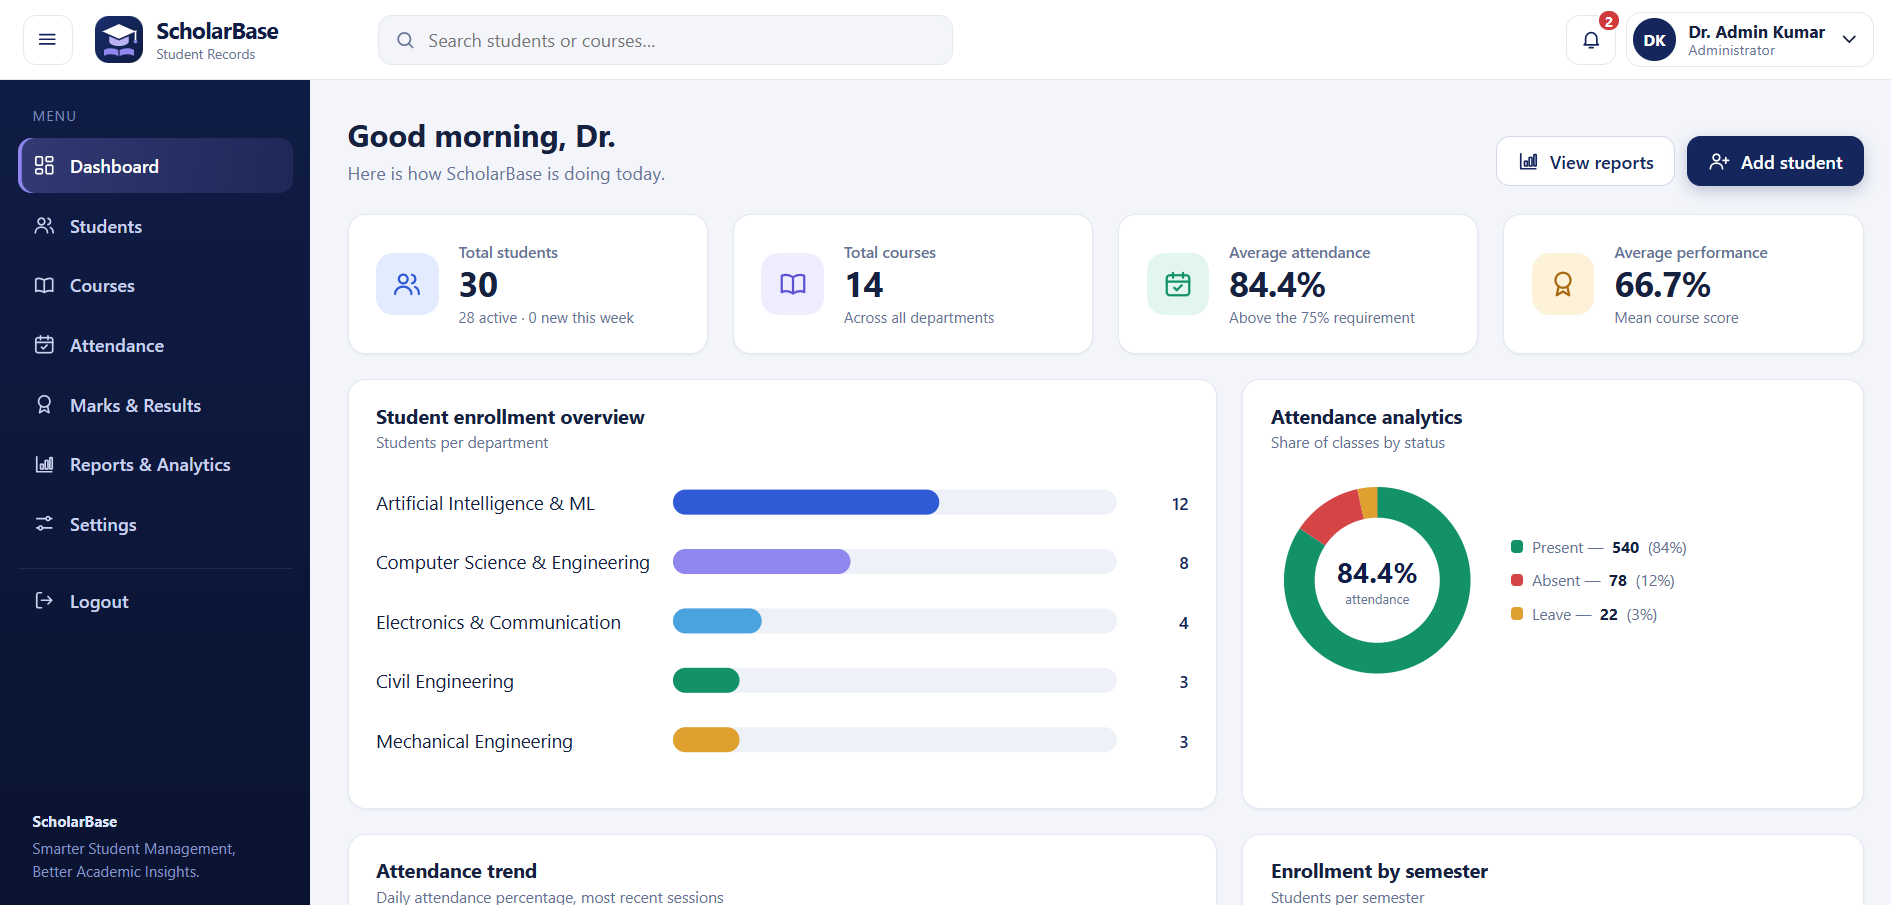 ScholarBase
Student Records
Search students or courses...
2
DK
Dr. Admin Kumar
Administrator
MENU
Dashboard
Students
Courses
Attendance
Marks & Results
Reports & Analytics
Settings
Logout
ScholarBase
Smarter Student Management,
Better Academic Insights.
Good morning, Dr.
Here is how ScholarBase is doing today.
View reports
Add student
Total students
30
28 active · 0 new this week
Total courses
14
Across all departments
Average attendance
84.4%
Above the 75% requirement
Average performance
66.7%
Mean course score
Student enrollment overview
Students per department
Artificial Intelligence & ML 12
Computer Science & Engineering 8
Electronics & Communication 4
Civil Engineering 3
Mechanical Engineering 3
Attendance analytics
Share of classes by status
84.4%
attendance
Present — 540 (84%)
Absent — 78 (12%)
Leave — 22 (3%)
Attendance trend
Daily attendance percentage, most recent sessions
Enrollment by semester
Students per semester